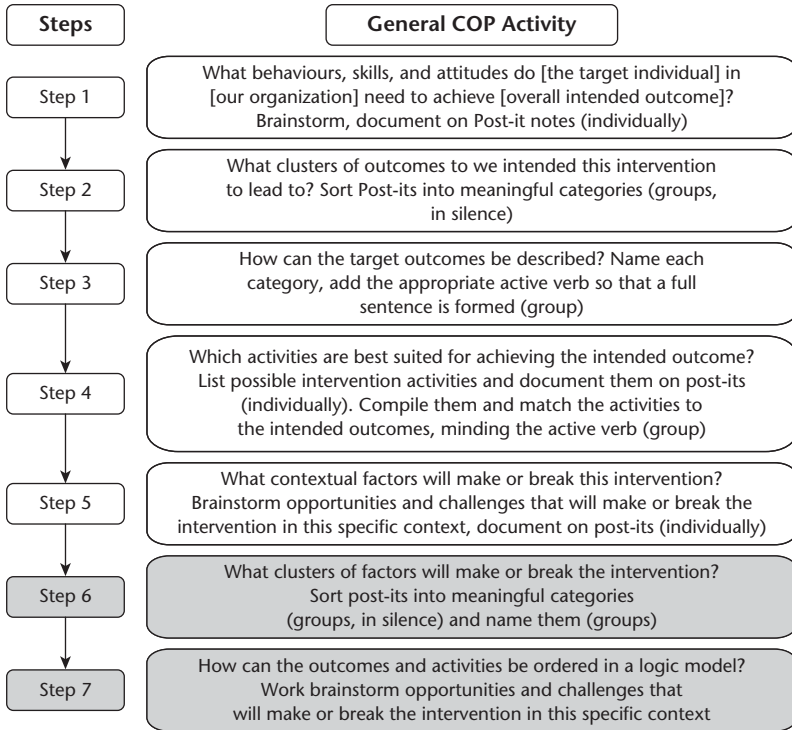 Steps
General COP Activity
Step 1
What behaviours, skills, and attitudes do [the target individual] in
[our organization] need to achieve [overall intended outcome]?
Brainstorm, document on Post-it notes (individually)
Step 2
What clusters of outcomes to we intended this intervention
to lead to? Sort Post-its into meaningful categories (groups,
in silence)
Step 3
How can the target outcomes be described? Name each
category, add the appropriate active verb so that a full
sentence is formed (group)
Step 4
Which activities are best suited for achieving the intended outcome?
List possible intervention activities and document them on post-its
(individually). Compile them and match the activities to
the intended outcomes, minding the active verb (group)
Step 5
What contextual factors will make or break this intervention?
Brainstorm opportunities and challenges that will make or break the
intervention in this specific context, document on post-its (individually)
Step 6
What clusters of factors will make or break the intervention?
Sort post-its into meaningful categories
(groups, in silence) and name them (groups)
Step 7
How can the outcomes and activities be ordered in a logic model?
Work brainstorm opportunities and challenges that
will make or break the intervention in this specific context